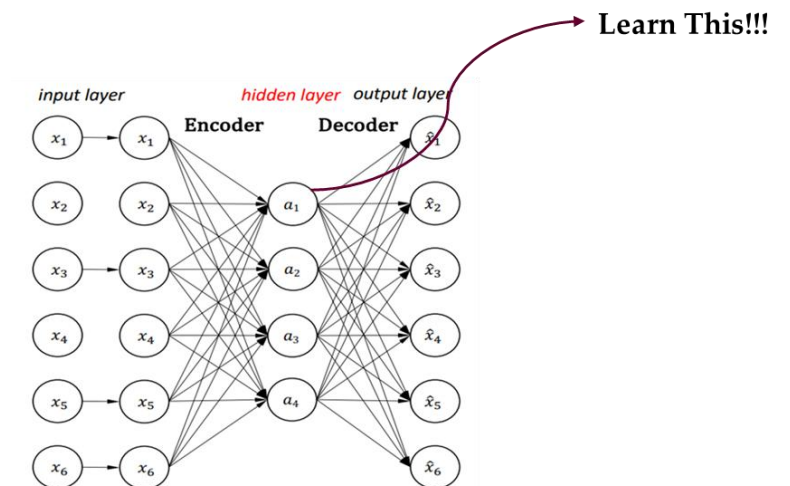 Learn This!!!
input layer hidden layer output layer
Encoder Decoder
x₁ x₁ x̂₁
x₂ x₂ a₁ x̂₂
x₃ x₃ a₂ x̂₃
x₄ x₄ a₃ x̂₄
x₅ x₅ a₄ x̂₅
x₆ x₆ x̂₆